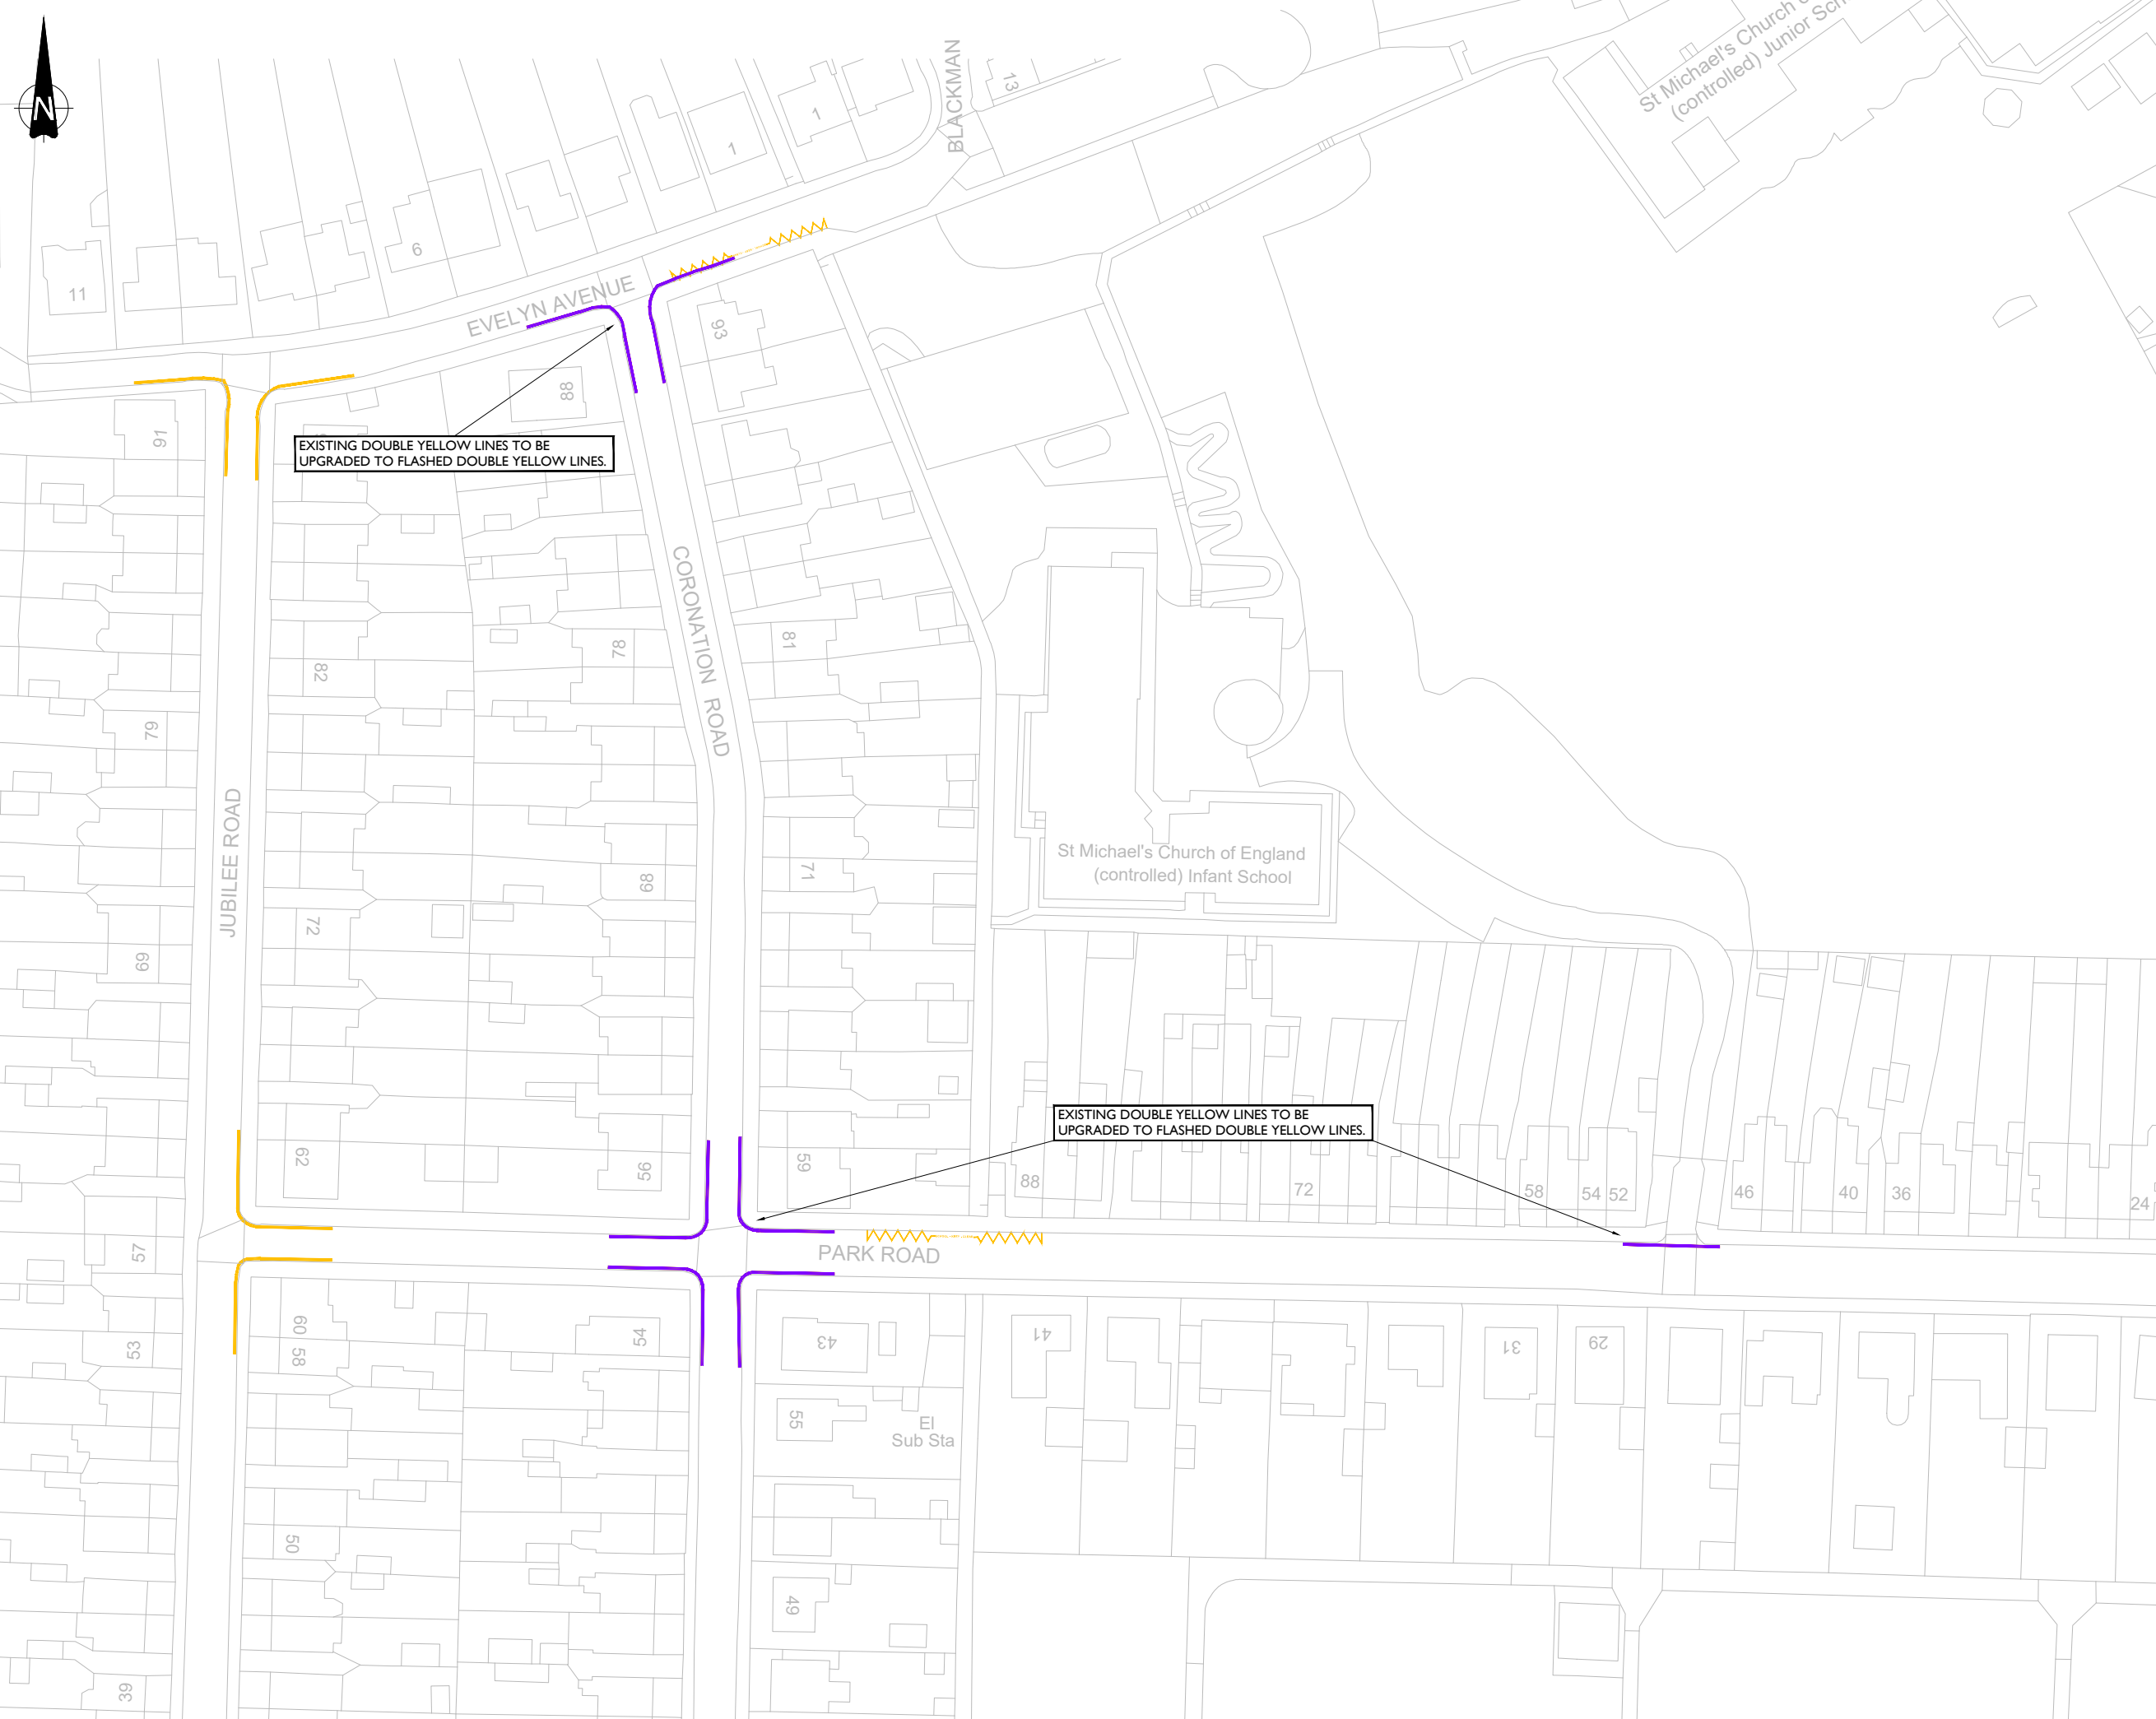 N
BLACKMAN
13
St Michael's Church
(controlled) Junior
1
1
6
11
EVELYN AVENUE
93
88
91
EXISTING DOUBLE YELLOW LINES TO BE
UPGRADED TO FLASHED DOUBLE YELLOW LINES.
CORONATION ROAD
81
78
82
79
JUBILEE ROAD
St Michael's Church of England
(controlled) Infant School
71
68
72
69
EXISTING DOUBLE YELLOW LINES TO BE
UPGRADED TO FLASHED DOUBLE YELLOW LINES.
62
56
59
88
72
58
54
52
46
40
36
24
57
PARK ROAD
60
58
53
54
43
41
31
29
55
El
Sub Sta
50
49
39